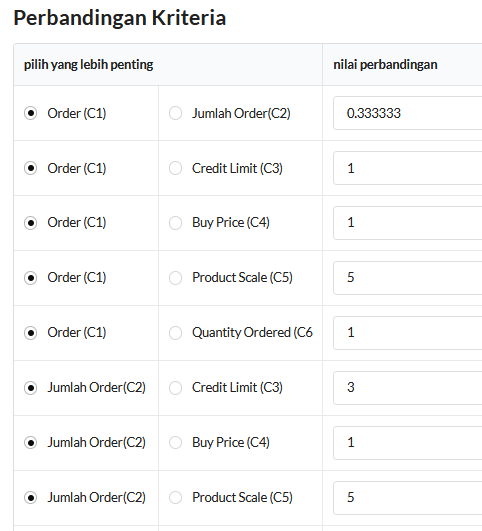 Perbandingan Kriteria
pilih yang lebih penting nilai perbandingan
Order (C1) Jumlah Order(C2) 0.333333
Order (C1) Credit Limit (C3) 1
Order (C1) Buy Price (C4) 1
Order (C1) Product Scale (C5) 5
Order (C1) Quantity Ordered (C6 1
Jumlah Order(C2) Credit Limit (C3) 3
Jumlah Order(C2) Buy Price (C4) 1
Jumlah Order(C2) Product Scale (C5) 5